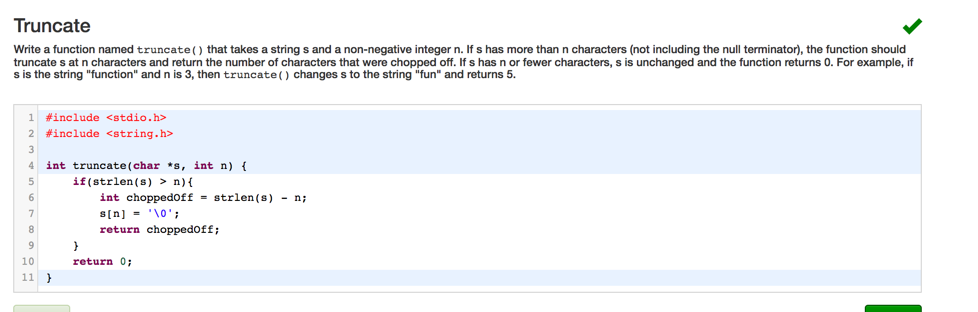 Truncate
Write a function named truncate() that takes a string s and a non-negative integer n. If s has more than n characters (not including the null terminator), the function should
truncate s at n characters and return the number of characters that were chopped off. If s has n or fewer characters, s is unchanged and the function returns 0. For example, if
s is the string "function" and n is 3, then truncate() changes s to the string "fun" and returns 5.
1 #include <stdio.h>
2 #include <string.h>
3
4 int truncate(char *s, int n) {
5     if(strlen(s) > n){
6         int choppedOff = strlen(s) - n;
7         s[n] = '\0';
8         return choppedOff;
9     }
10     return 0;
11 }